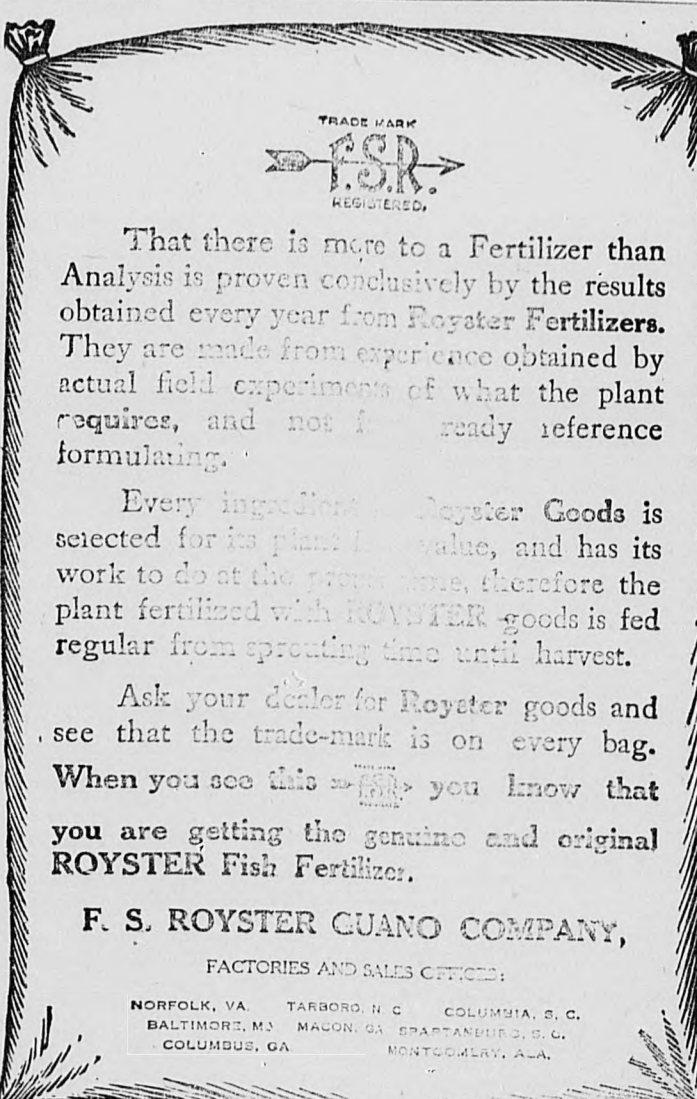 TRADE MARK
F.S.R.
REGISTERED.
That there is more to a Fertilizer than
Analysis is proven conclusively by the results
obtained every year from Royster Fertilizers.
They are made from experience obtained by
actual field experiments of what the plant
requires, and not ready reference
formulating.
Every ingredient Royster Goods is
selected for its plant value, and has its
work to do at the proper time, therefore the
plant fertilized with ROYSTER goods is fed
regular from sprouting time until harvest.
Ask your dealer for Royster goods and
see that the trade-mark is on every bag.
When you see this F.S.R. you know that
you are getting the genuine and original
ROYSTER Fish Fertilizer.
F. S. ROYSTER GUANO COMPANY,
FACTORIES AND SALES OFFICES:
NORFOLK, VA. TARBORO, N C COLUMBIA, S. C.
BALTIMORE, MD MACON, GA SPARTANBURG, S. C.
COLUMBUS, GA MONTGOMERY, ALA.